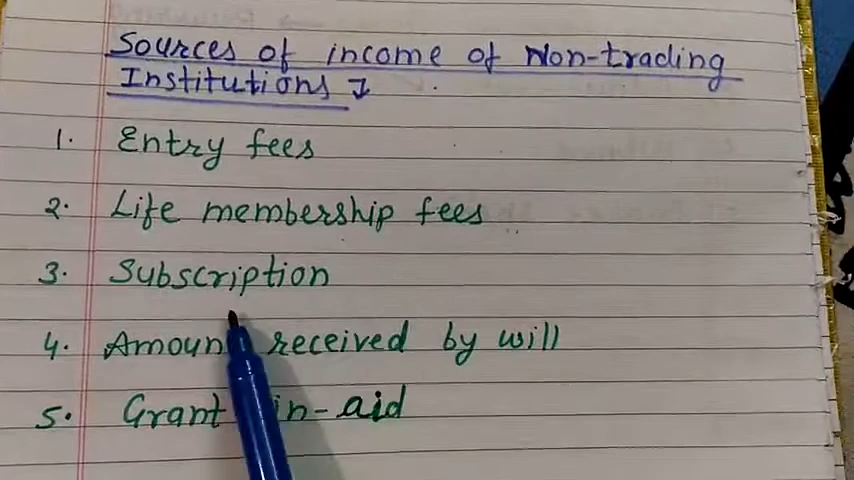 Sources of income of Non-trading
Institutions :
1. Entry fees
2. Life membership fees
3. Subscription
4. Amount received by will
5. Grant in-aid